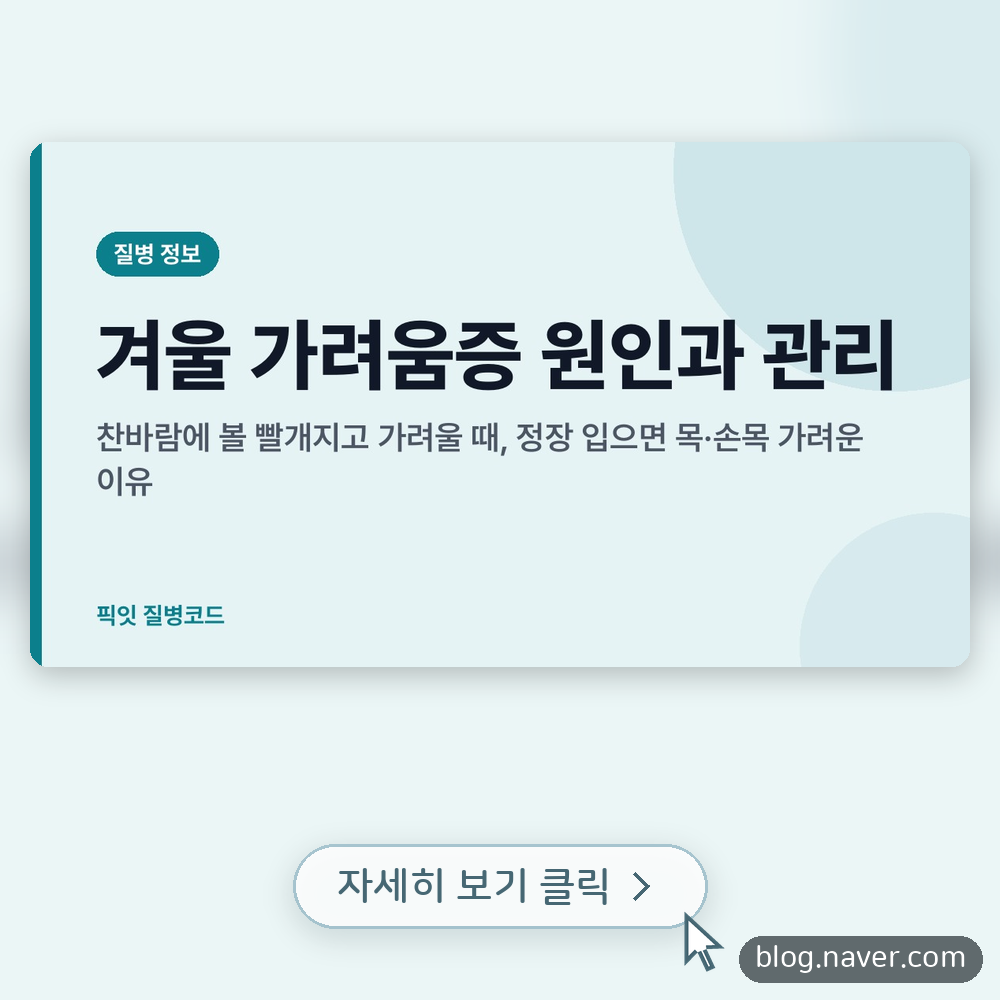 질병 정보
겨울 가려움증 원인과 관리
찬바람에 볼 빨개지고 가려울 때, 정장 입으면 목·손목 가려운
이유
픽잇 질병코드
자세히 보기 클릭 >
blog.naver.com